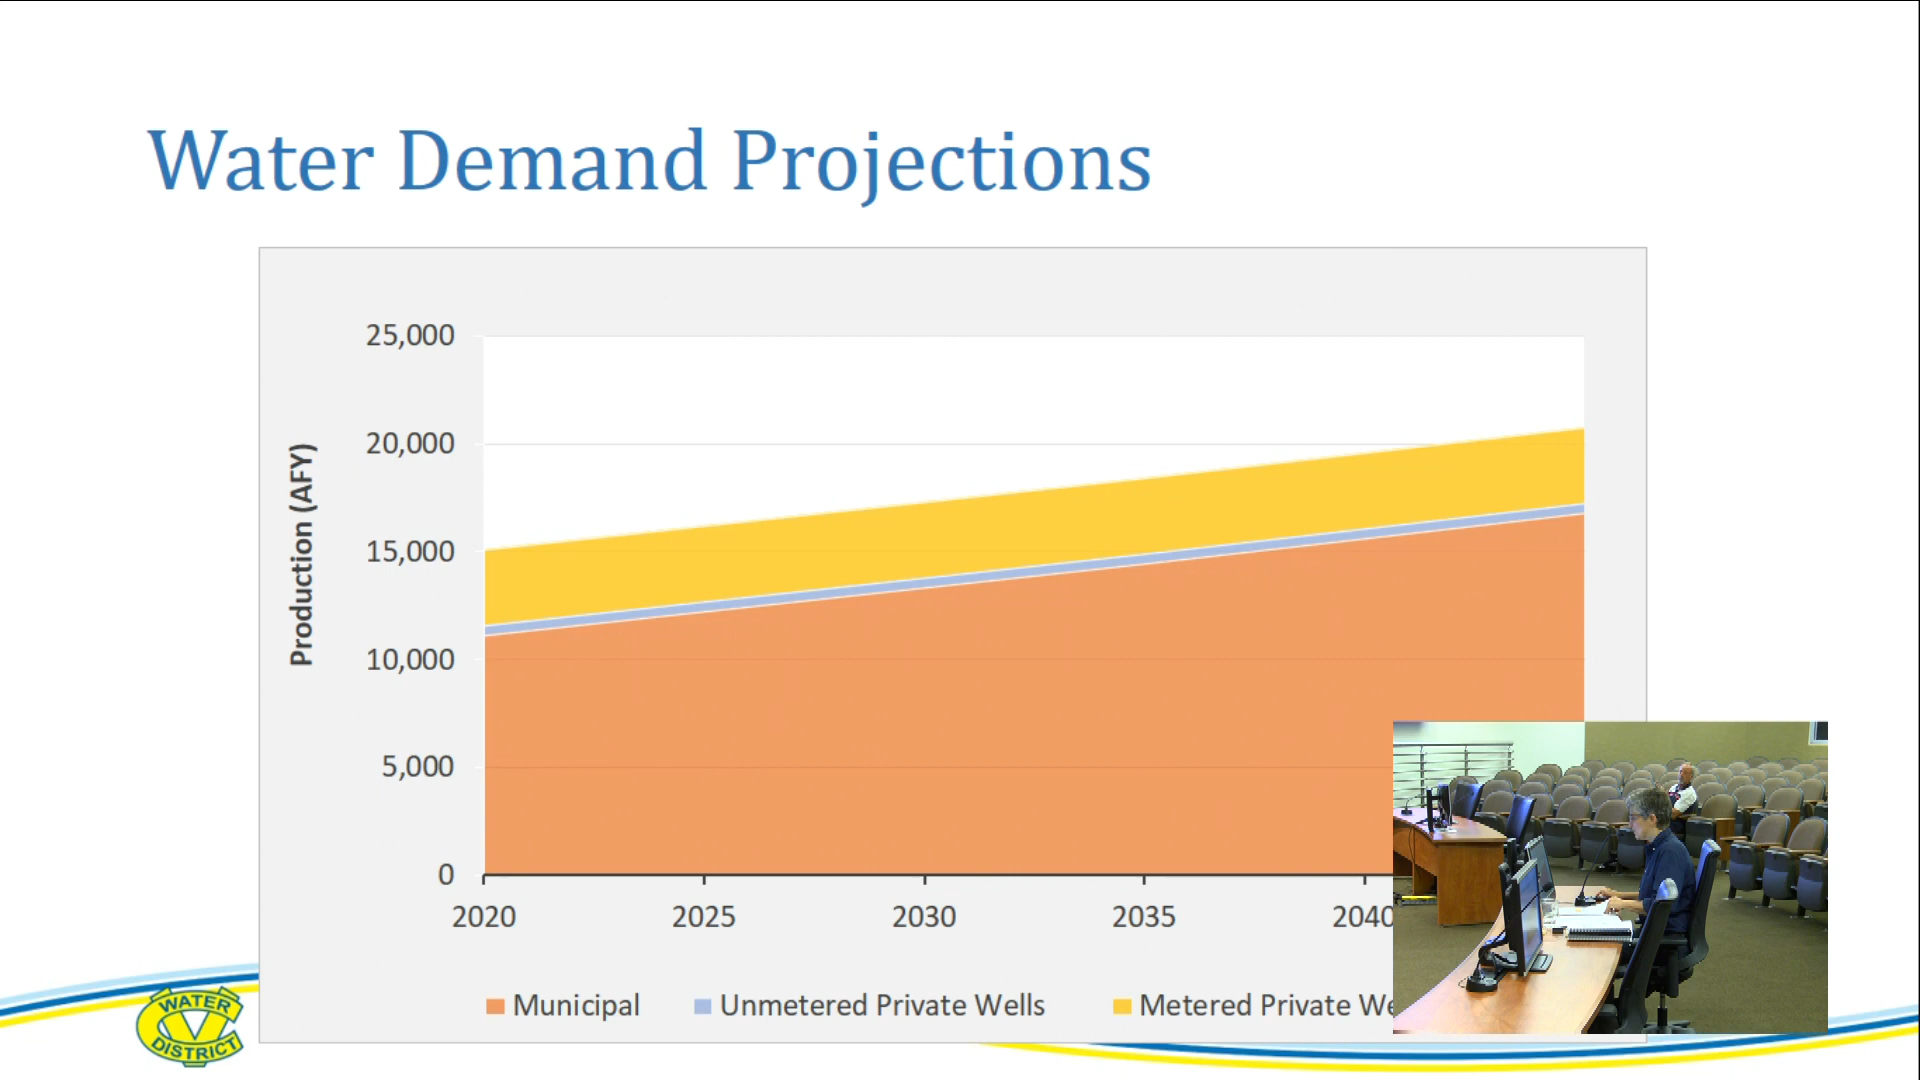 Water Demand Projections
25,000
20,000
15,000
10,000
5,000
0
Production (AFY)
2020 2025 2030 2035 2040
Municipal Unmetered Private Wells Metered Private We
WATER
CV
DISTRICT